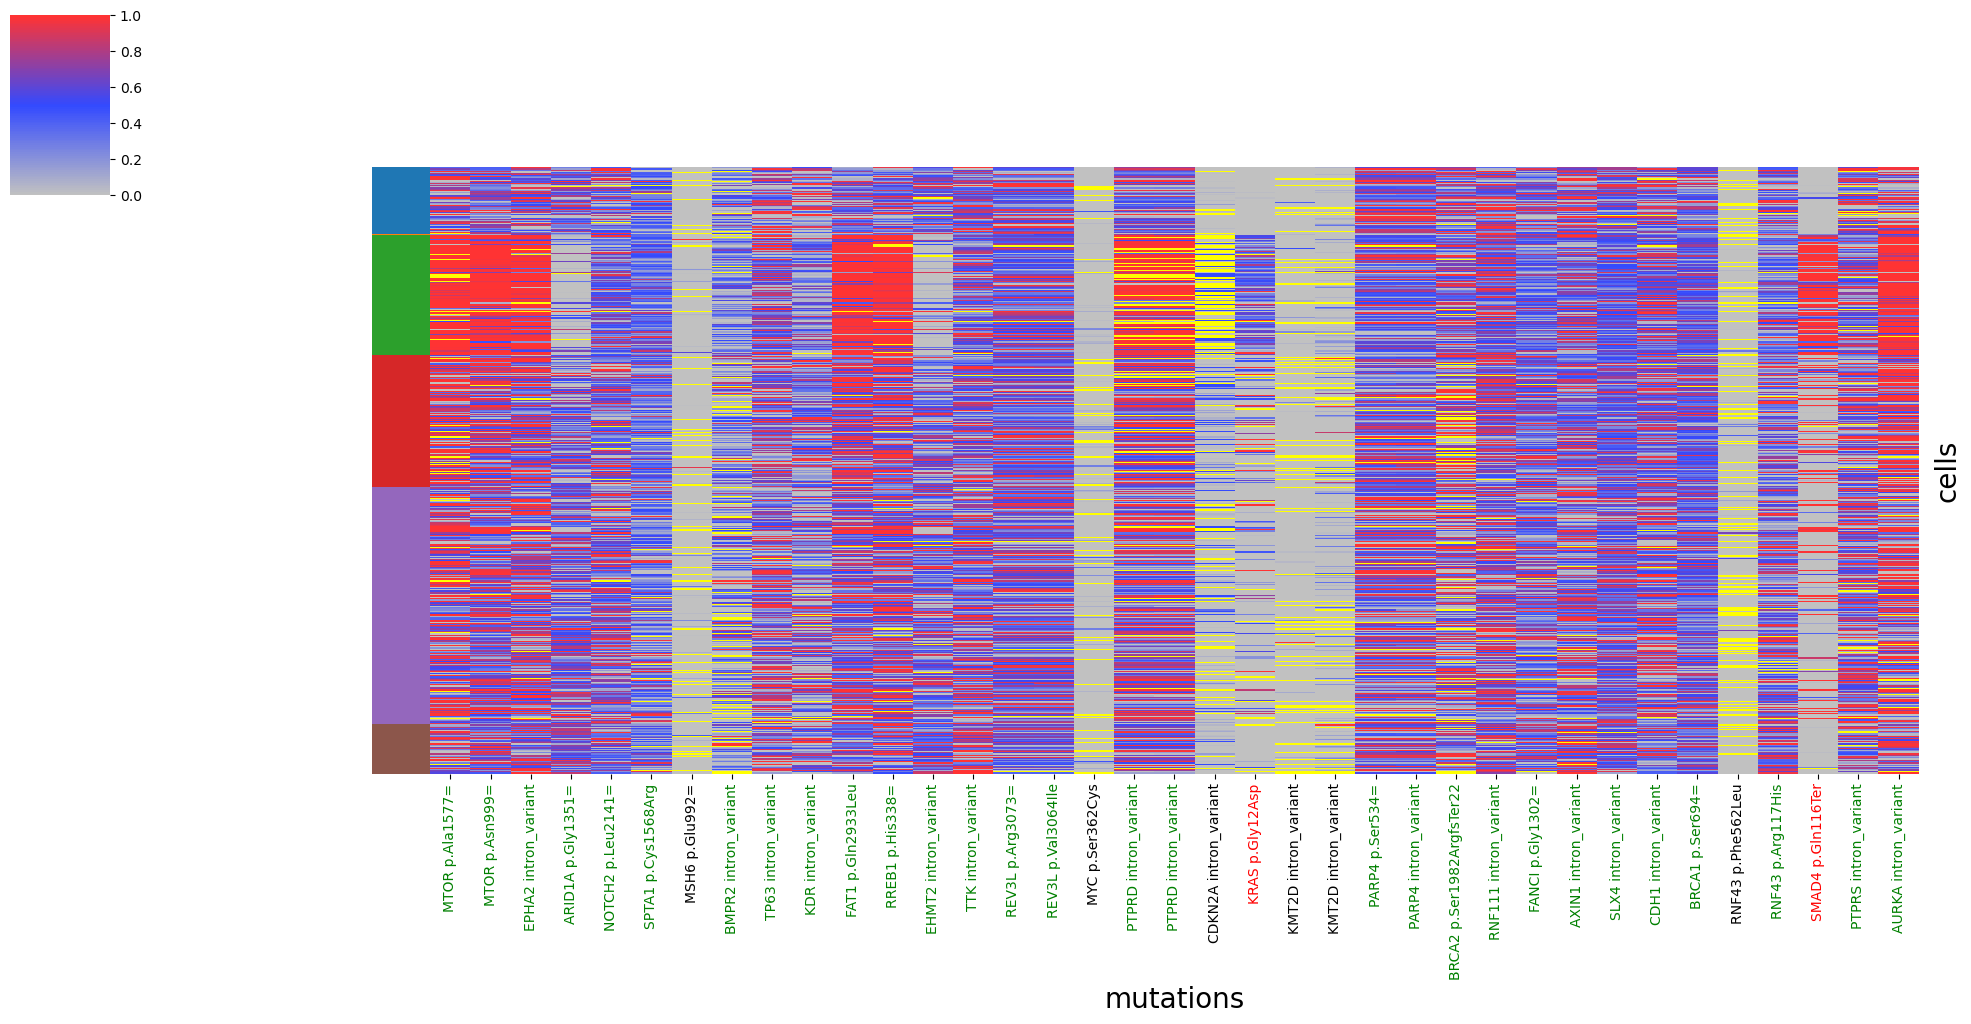 1.0
0.8
0.6
0.4
0.2
0.0
cells
MTOR p.Ala1577=
MTOR p.Asn999=
EPHA2 intron_variant
ARID1A p.Gly1351=
NOTCH2 p.Leu2141=
SPTA1 p.Cys1568Arg
MSH6 p.Glu992=
BMPR2 intron_variant
TP63 intron_variant
KDR intron_variant
FAT1 p.Gln2933Leu
RREB1 p.His338=
EHMT2 intron_variant
TTK intron_variant
REV3L p.Arg3073=
REV3L p.Val3064Ile
MYC p.Ser362Cys
PTPRD intron_variant
PTPRD intron_variant
CDKN2A intron_variant
KRAS p.Gly12Asp
KMT2D intron_variant
KMT2D intron_variant
PARP4 p.Ser534=
PARP4 intron_variant
BRCA2 p.Ser1982ArgfsTer22
RNF111 intron_variant
FANCI p.Gly1302=
AXIN1 intron_variant
SLX4 intron_variant
CDH1 intron_variant
BRCA1 p.Ser694=
RNF43 p.Phe562Leu
RNF43 p.Arg117His
SMAD4 p.Gln116Ter
PTPRS intron_variant
AURKA intron_variant
mutations